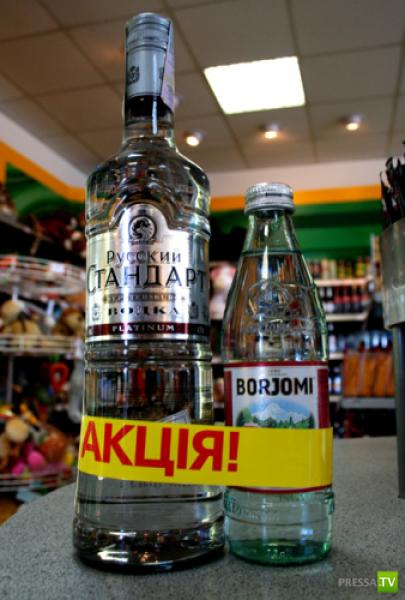 Русский
СТАНДАРТ
ВОДКА
PLATINUM
BORJOMI
АКЦІЯ!
PRESSA.TV